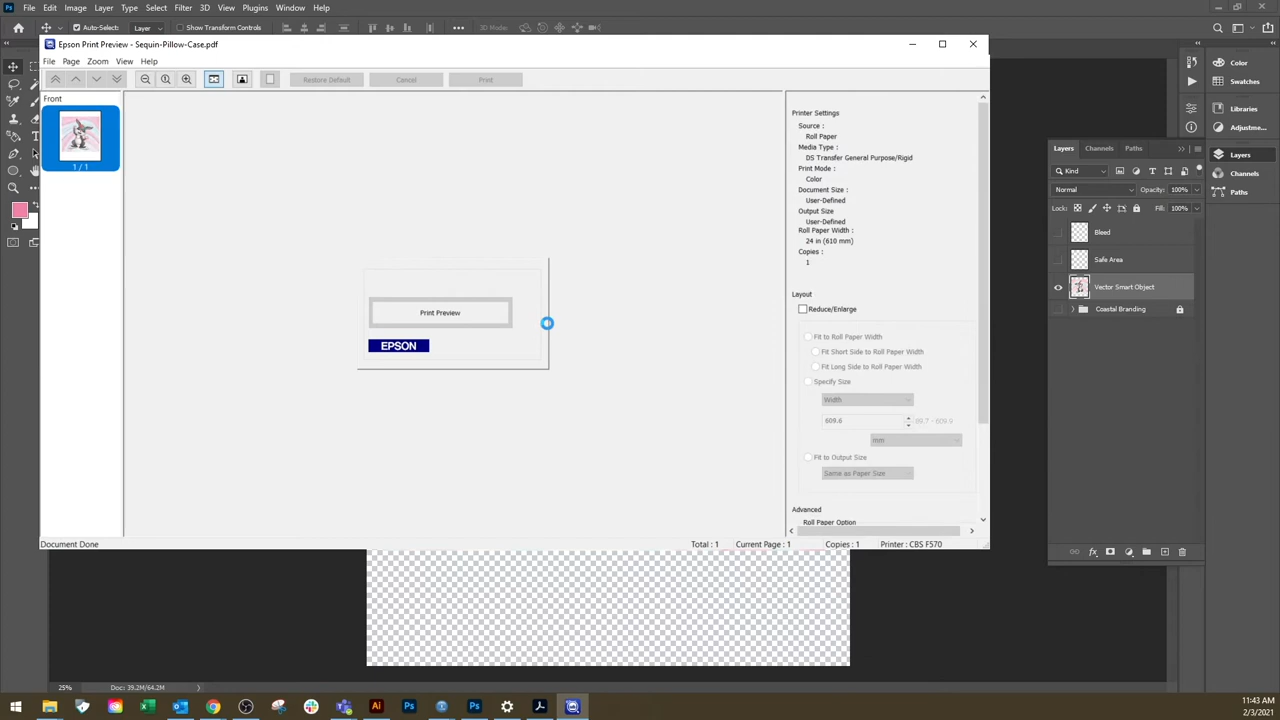 File Edit Image Layer Type Select Filter 3D View Plugins Window Help
Auto-Select: Layer Show Transform Controls 3D Mode:
Epson Print Preview - Sequin-Pillow-Case.pdf
File Page Zoom View Help
Restore Default Cancel Print
Front
1 / 1
Print Preview
EPSON
Printer Settings
Source :
Roll Paper
Media Type :
DS Transfer General Purpose/Rigid
Print Mode :
Color
Document Size :
User-Defined
Output Size
User-Defined
Roll Paper Width :
24 in (610 mm)
Copies :
1
Layout
Reduce/Enlarge
Fit to Roll Paper Width
Fit Short Side to Roll Paper Width
Fit Long Side to Roll Paper Width
Specify Size
Width
609.6 89.7 - 609.9
mm
Fit to Output Size
Same as Paper Size
Advanced
Roll Paper Option
Document Done Total : 1 Current Page : 1 Copies : 1 Printer : CBS F570
Color
Swatches
Libraries
Adjustme...
Layers
Channels
Paths
Layers Channels Paths
Kind
Normal Opacity: 100%
Lock: Fill: 100%
Bleed
Safe Area
Vector Smart Object
Coastal Branding
25% Doc: 39.2M/64.2M
11:43 AM
2/3/2021